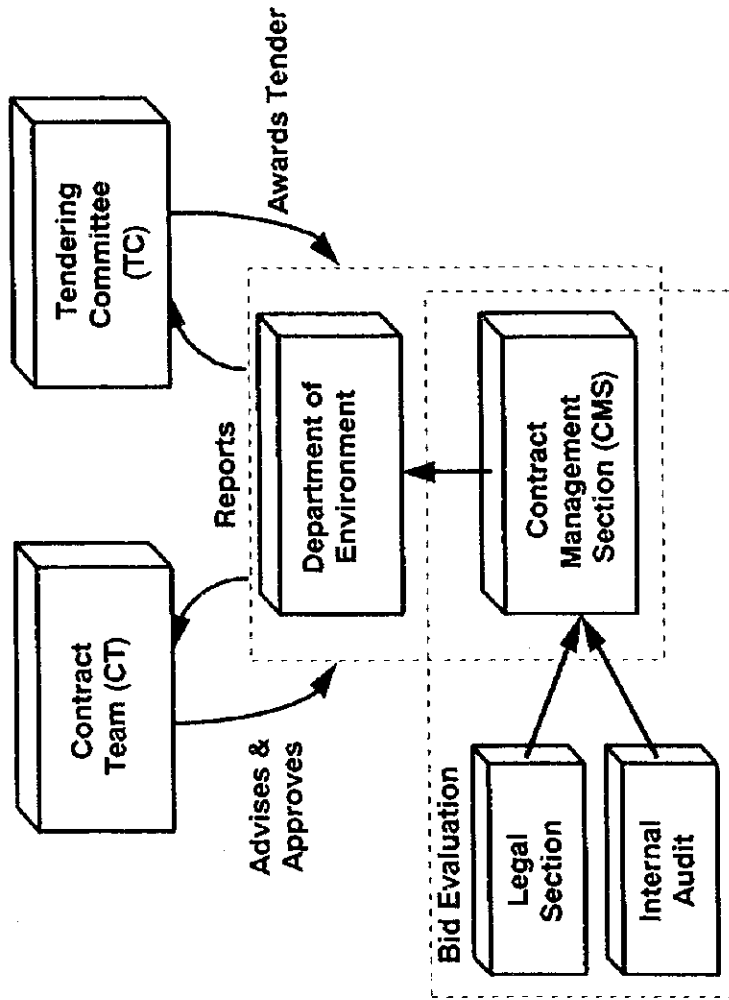 Contract
Team (CT)
Tendering
Committee
(TC)
Advises &
Approves
Reports
Awards Tender
Department of
Environment
Bid Evaluation
Legal
Section
Internal
Audit
Contract
Management
Section (CMS)